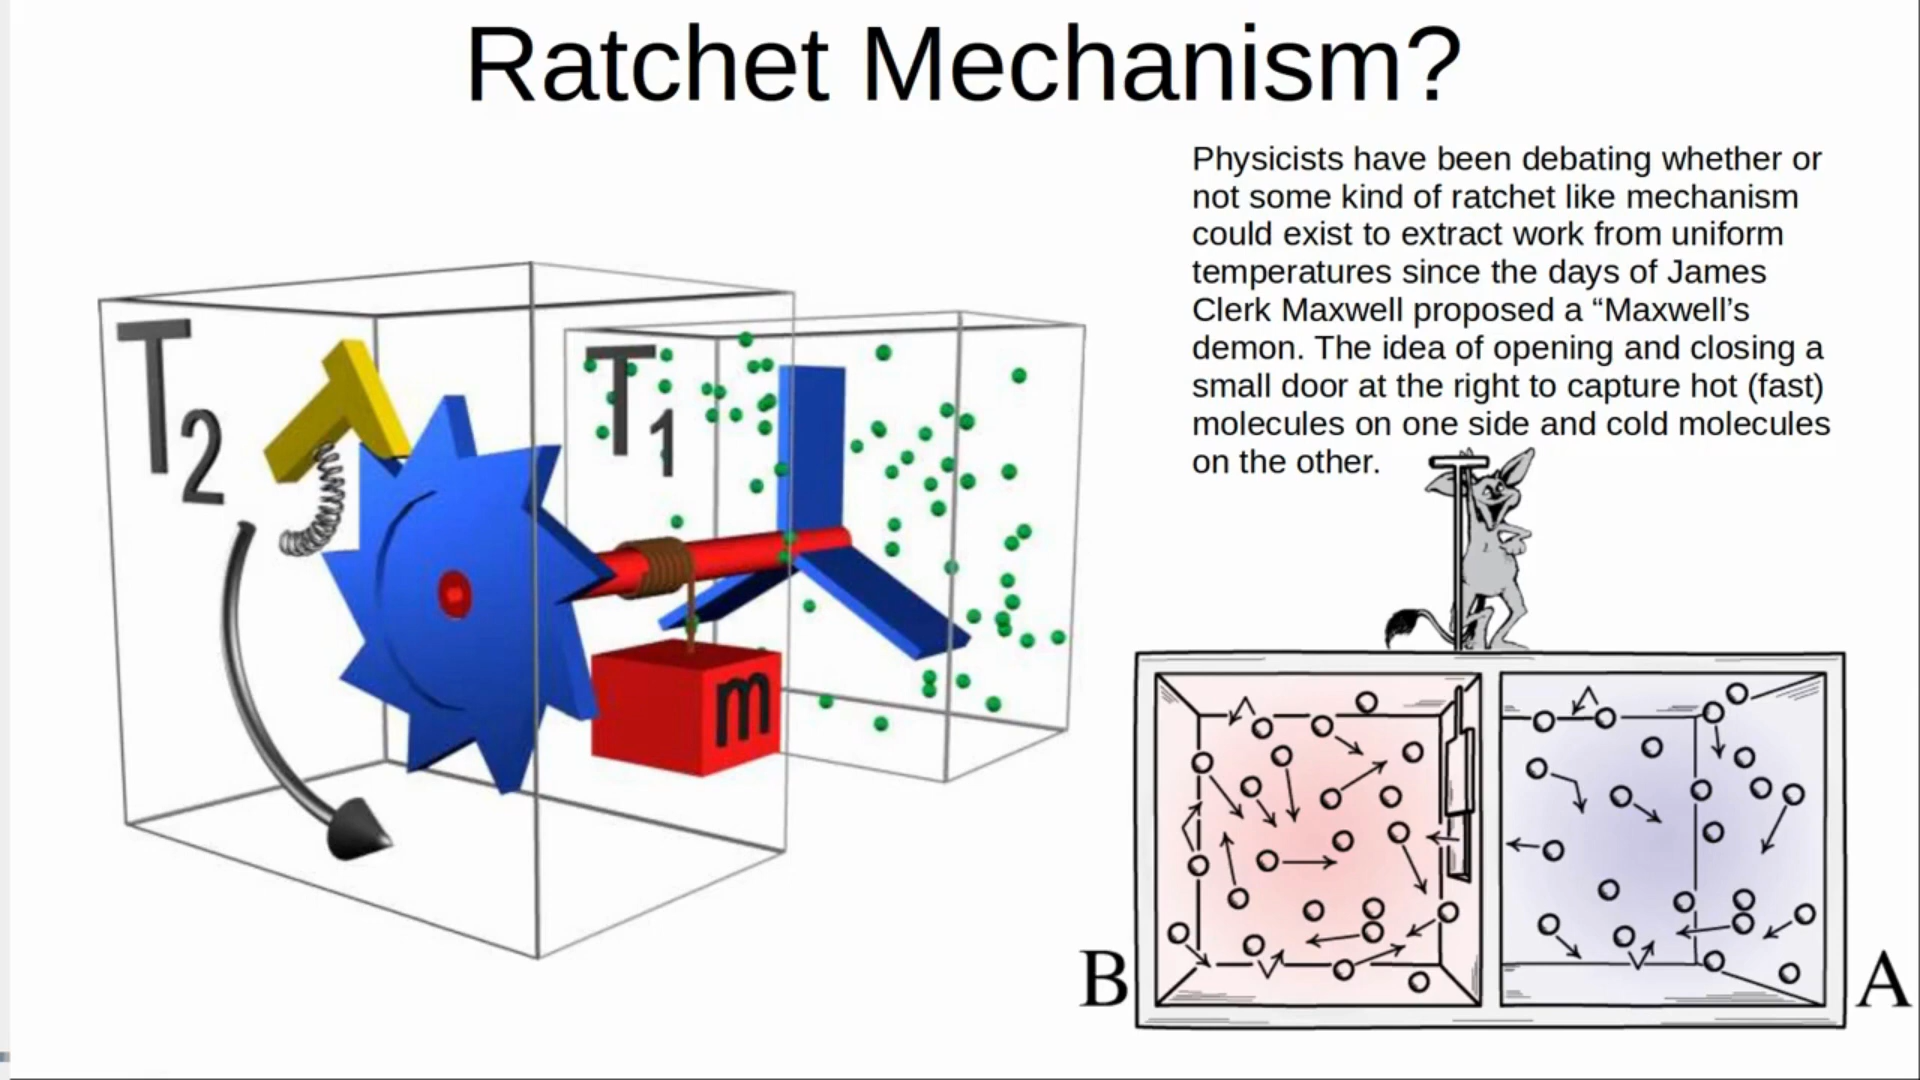 Ratchet Mechanism?
Physicists have been debating whether or
not some kind of ratchet like mechanism
could exist to extract work from uniform
temperatures since the days of James
Clerk Maxwell proposed a “Maxwell’s
demon. The idea of opening and closing a
small door at the right to capture hot (fast)
molecules on one side and cold molecules
on the other.
T2
T1
m
B
A